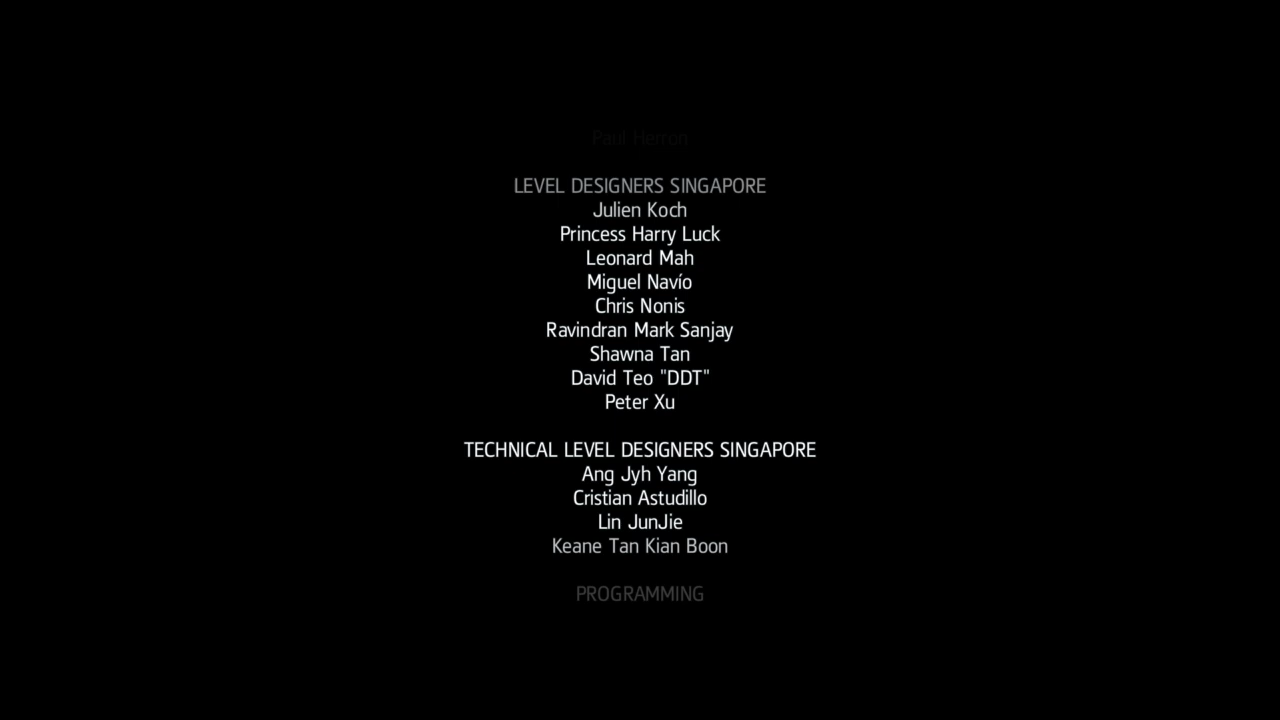 Paul Herron
LEVEL DESIGNERS SINGAPORE
Julien Koch
Princess Harry Luck
Leonard Mah
Miguel Navío
Chris Nonis
Ravindran Mark Sanjay
Shawna Tan
David Teo "DDT"
Peter Xu
TECHNICAL LEVEL DESIGNERS SINGAPORE
Ang Jyh Yang
Cristian Astudillo
Lin JunJie
Keane Tan Kian Boon
PROGRAMMING